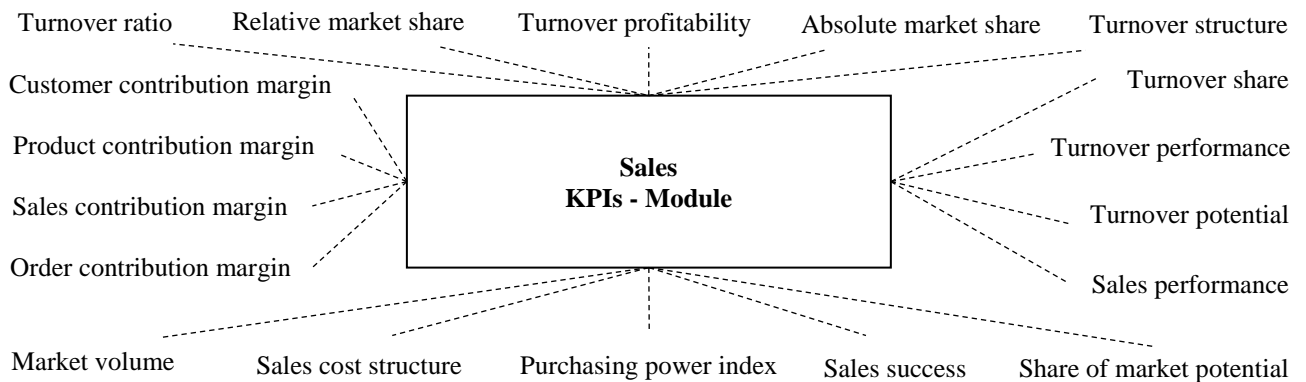 Turnover ratio
Relative market share
Turnover profitability
Absolute market share
Turnover structure
Customer contribution margin
Turnover share
Product contribution margin
Sales
KPIs - Module
Turnover performance
Sales contribution margin
Turnover potential
Order contribution margin
Sales performance
Market volume
Sales cost structure
Purchasing power index
Sales success
Share of market potential